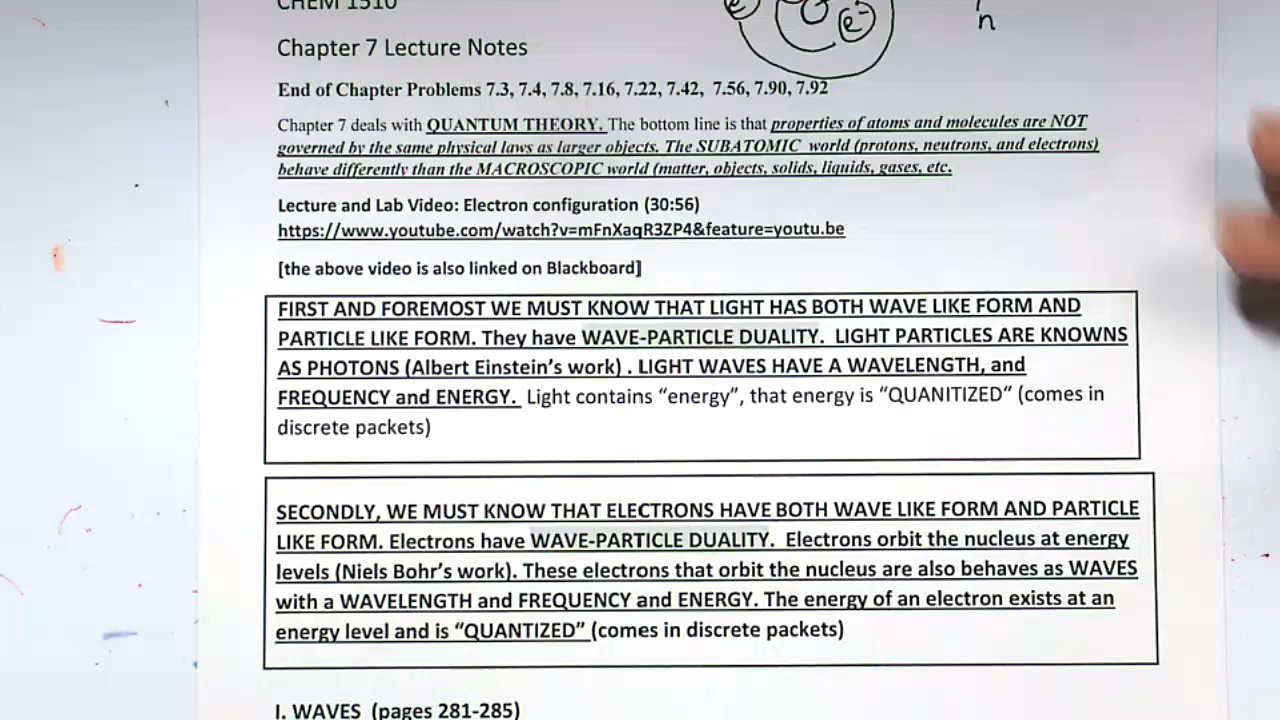 CHEM 1510
e-
e-
n
Chapter 7 Lecture Notes
End of Chapter Problems 7.3, 7.4, 7.8, 7.16, 7.22, 7.42, 7.56, 7.90, 7.92
Chapter 7 deals with QUANTUM THEORY. The bottom line is that properties of atoms and molecules are NOT
governed by the same physical laws as larger objects. The SUBATOMIC world (protons, neutrons, and electrons)
behave differently than the MACROSCOPIC world (matter, objects, solids, liquids, gases, etc.
Lecture and Lab Video: Electron configuration (30:56)
https://www.youtube.com/watch?v=mFnXaqR3ZP4&feature=youtu.be
[the above video is also linked on Blackboard]
FIRST AND FOREMOST WE MUST KNOW THAT LIGHT HAS BOTH WAVE LIKE FORM AND
PARTICLE LIKE FORM. They have WAVE-PARTICLE DUALITY. LIGHT PARTICLES ARE KNOWNS
AS PHOTONS (Albert Einstein's work) . LIGHT WAVES HAVE A WAVELENGTH, and
FREQUENCY and ENERGY. Light contains "energy", that energy is "QUANITIZED" (comes in
discrete packets)
SECONDLY, WE MUST KNOW THAT ELECTRONS HAVE BOTH WAVE LIKE FORM AND PARTICLE
LIKE FORM. Electrons have WAVE-PARTICLE DUALITY. Electrons orbit the nucleus at energy
levels (Niels Bohr's work). These electrons that orbit the nucleus are also behaves as WAVES
with a WAVELENGTH and FREQUENCY and ENERGY. The energy of an electron exists at an
energy level and is "QUANTIZED" (comes in discrete packets)
I. WAVES (pages 281-285)